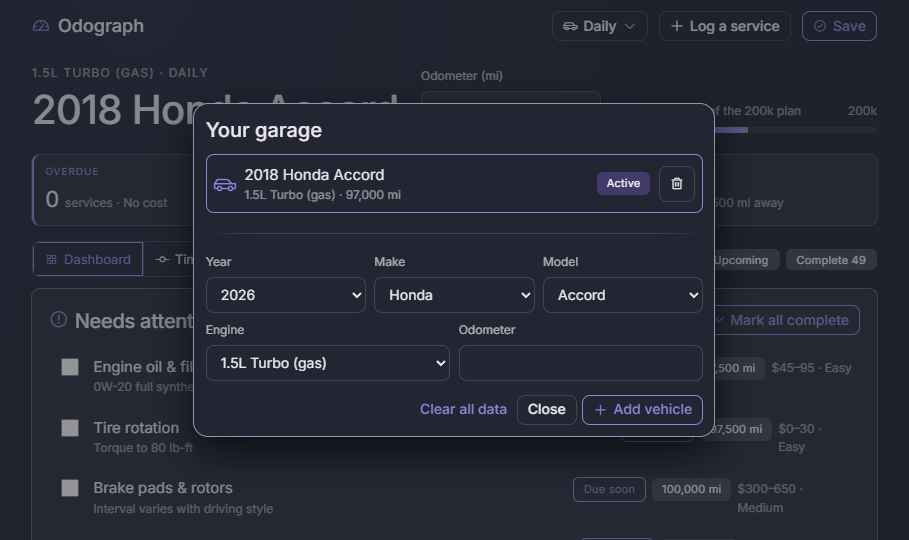 Odograph
Daily
+ Log a service
Save
1.5L TURBO (GAS) · DAILY
2018 Honda Accord
Odometer (mi)
of the 200k plan
200k
OVERDUE
0 services · No cost
500 mi away
Dashboard
Upcoming
Complete 49
Needs
Mark all complete
Engine oil & fil
0W-20 full synthe
,500 mi
$45–95 · Easy
Tire rotation
Torque to 80 lb-ft
97,500 mi
$0–30 ·
Easy
Brake pads & rotors
Interval varies with driving style
Due soon
100,000 mi
$300–650 ·
Medium
Your garage
2018 Honda Accord
1.5L Turbo (gas) · 97,000 mi
Active
Year
Make
Model
2026
Honda
Accord
Engine
Odometer
1.5L Turbo (gas)
Clear all data
Close
+ Add vehicle